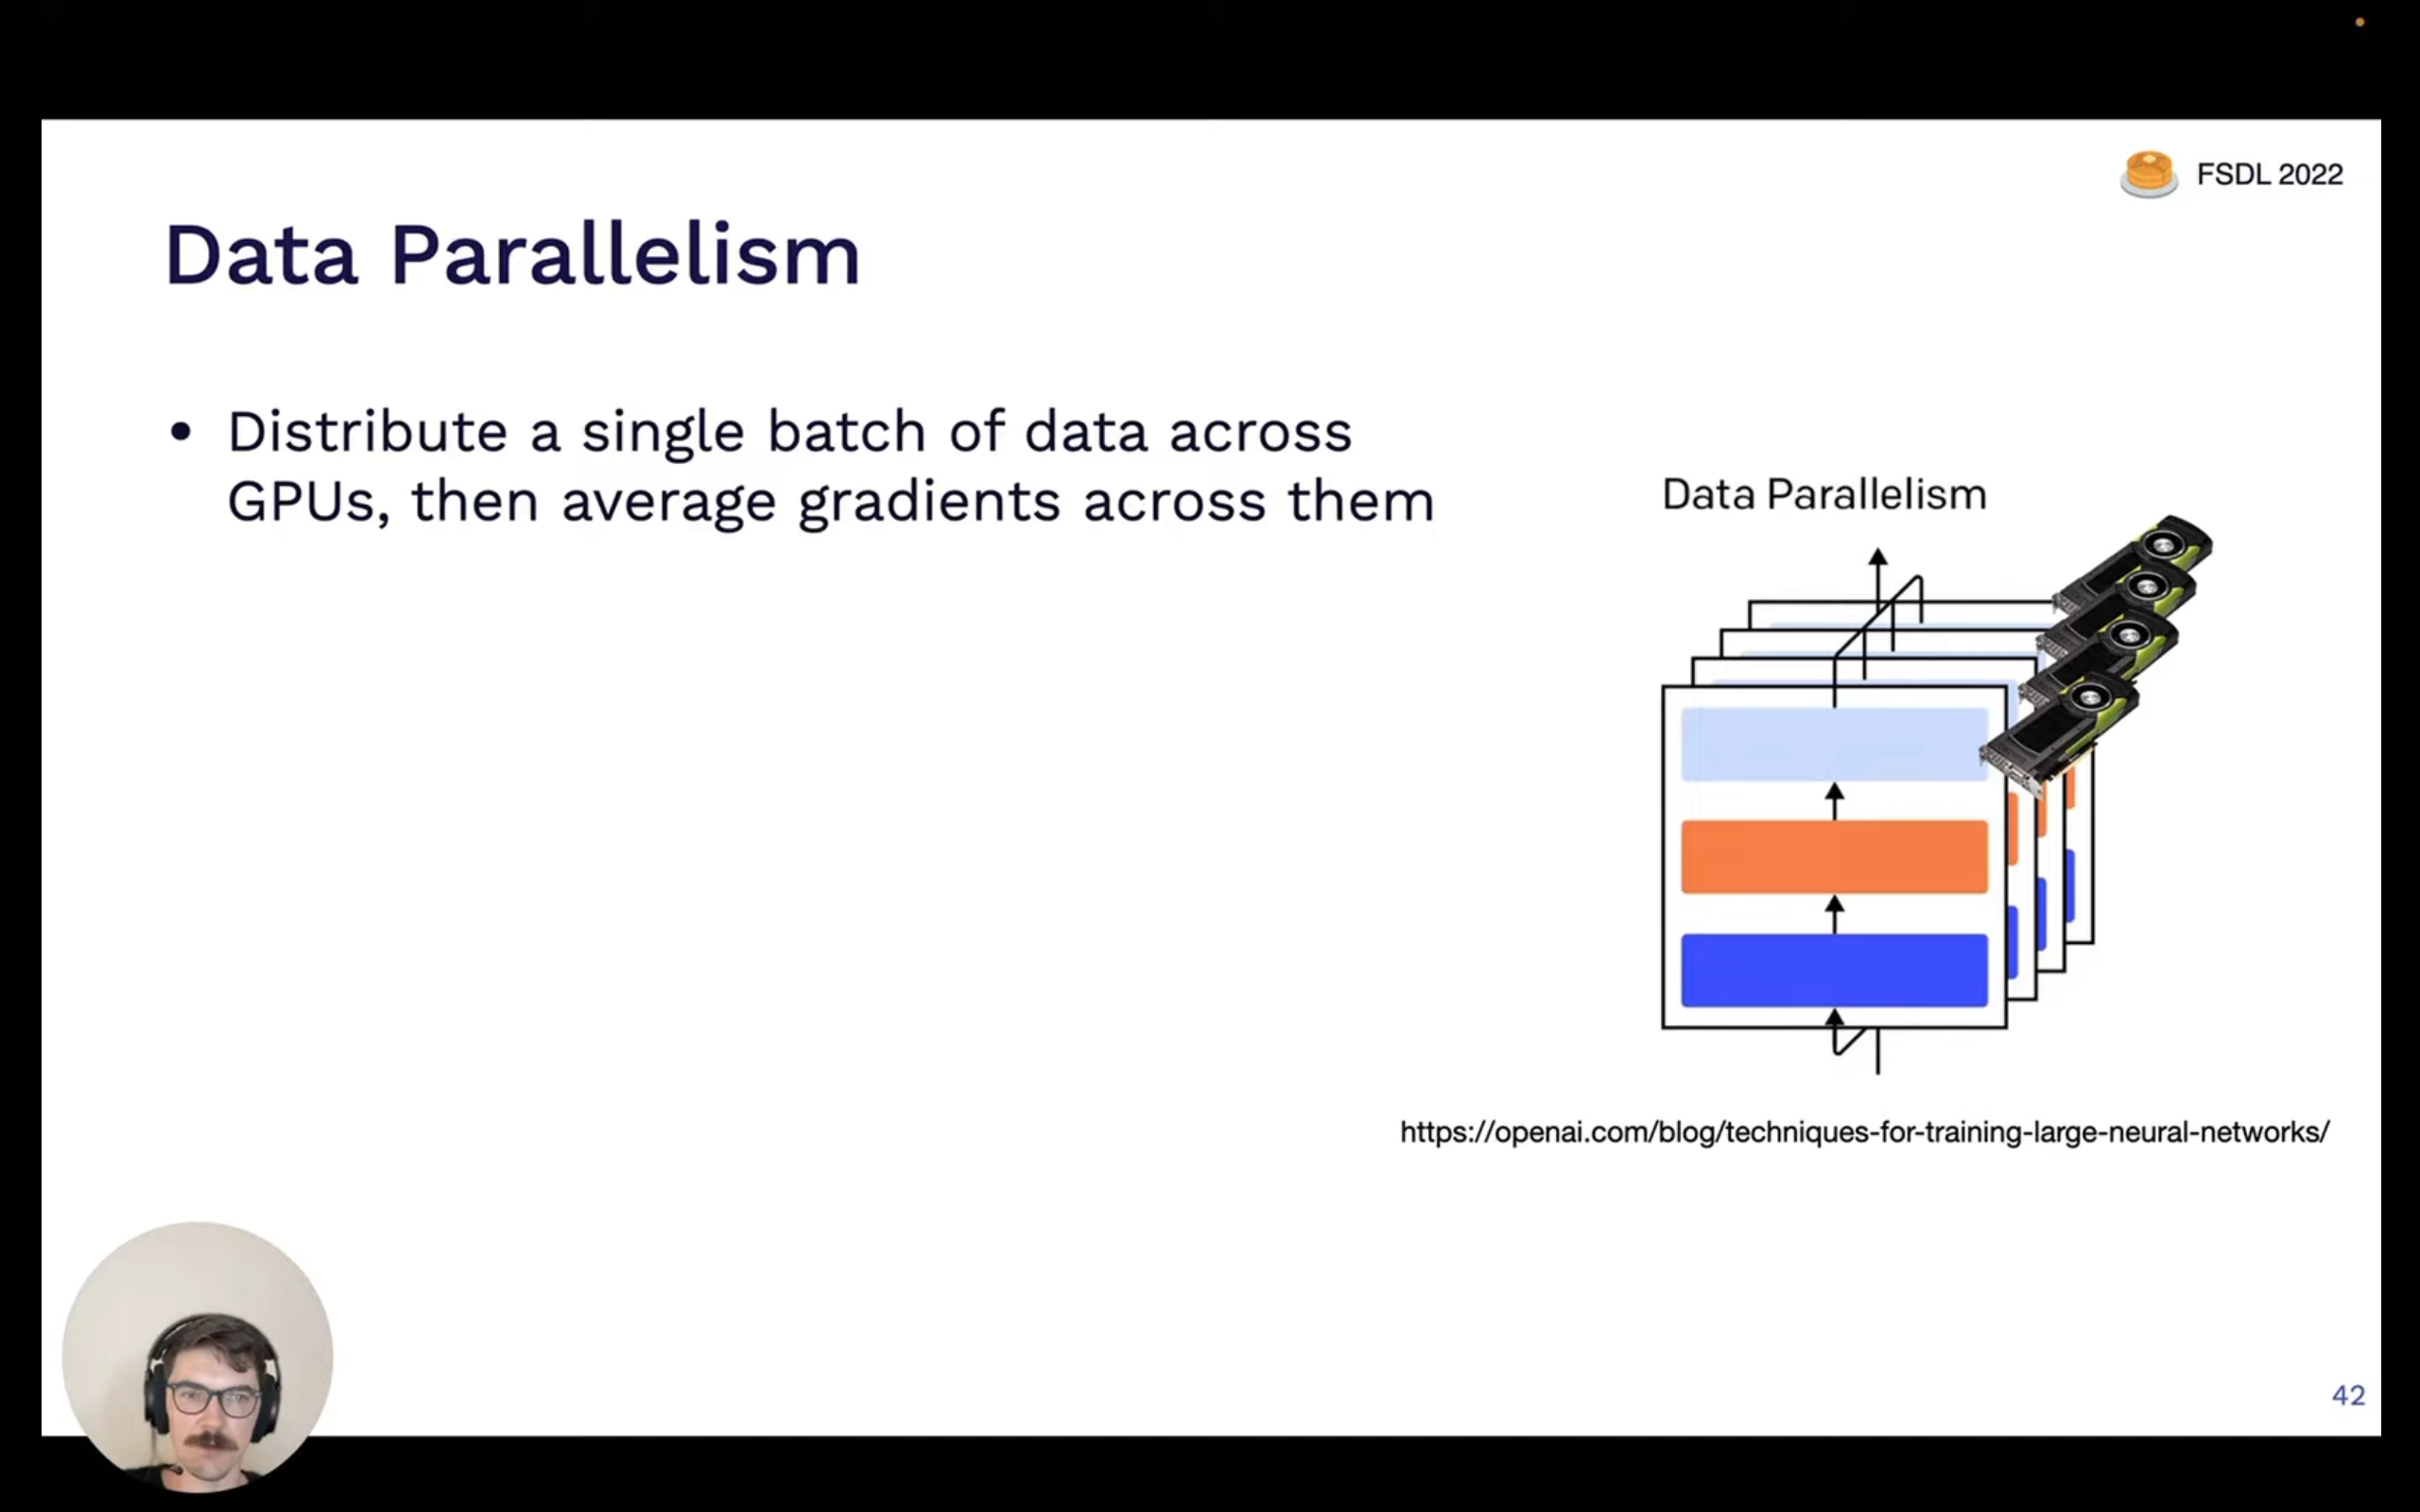 FSDL 2022
Data Parallelism
• Distribute a single batch of data across
GPUs, then average gradients across them
Data Parallelism
https://openai.com/blog/techniques-for-training-large-neural-networks/
42